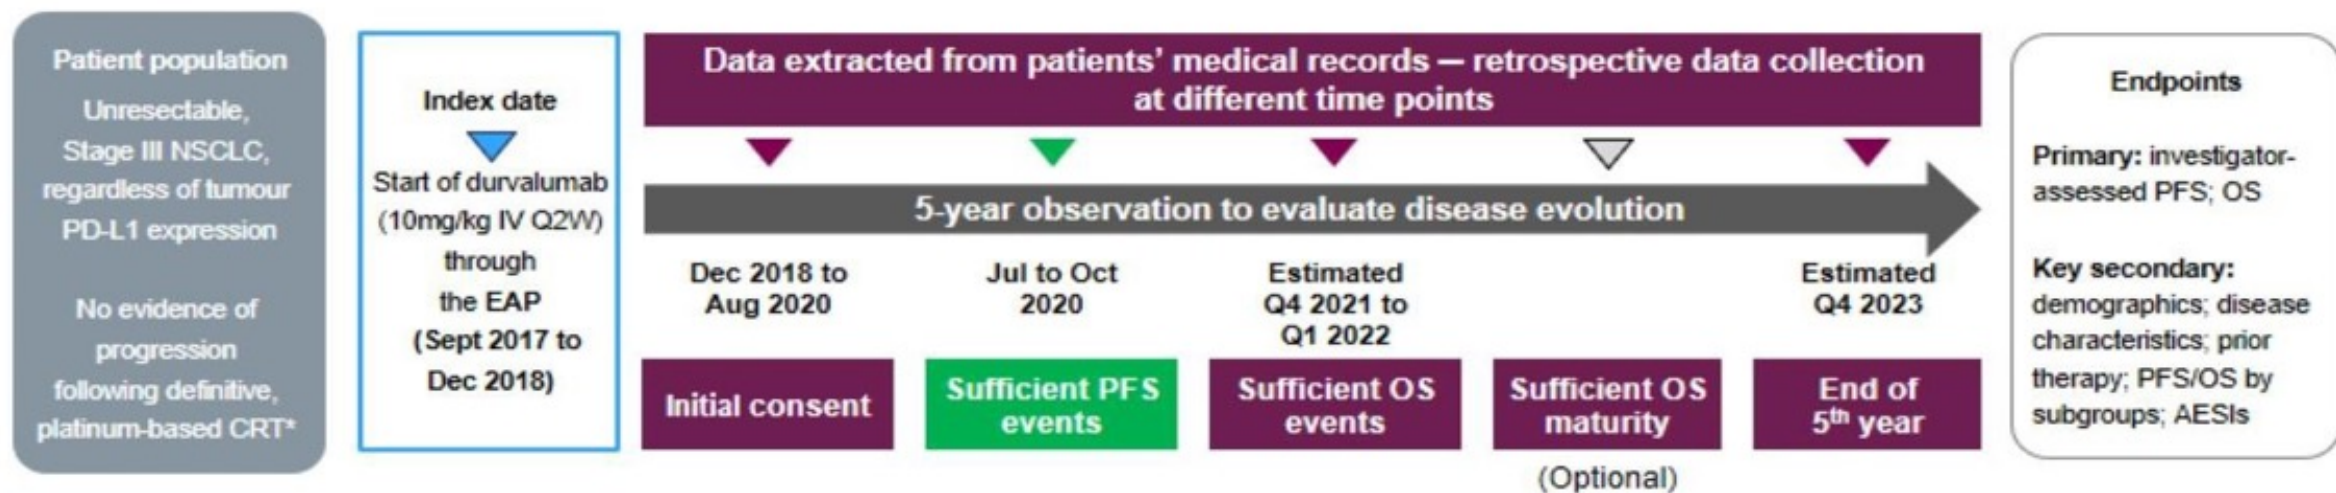 Patient population
Unresectable,
Stage III NSCLC,
regardless of tumour
PD-L1 expression
No evidence of
progression
following definitive,
platinum-based CRT*
Index date
Start of durvalumab
(10mg/kg IV Q2W)
through
the EAP
(Sept 2017 to
Dec 2018)
Data extracted from patients’ medical records – retrospective data collection
at different time points
5-year observation to evaluate disease evolution
Dec 2018 to
Aug 2020
Initial consent
Jul to Oct
2020
Sufficient PFS
events
Estimated
Q4 2021 to
Q1 2022
Sufficient OS
events
Sufficient OS
maturity
(Optional)
Estimated
Q4 2023
End of
5th year
Endpoints
Primary: investigator-
assessed PFS; OS
Key secondary:
demographics; disease
characteristics; prior
therapy; PFS/OS by
subgroups; AESIs